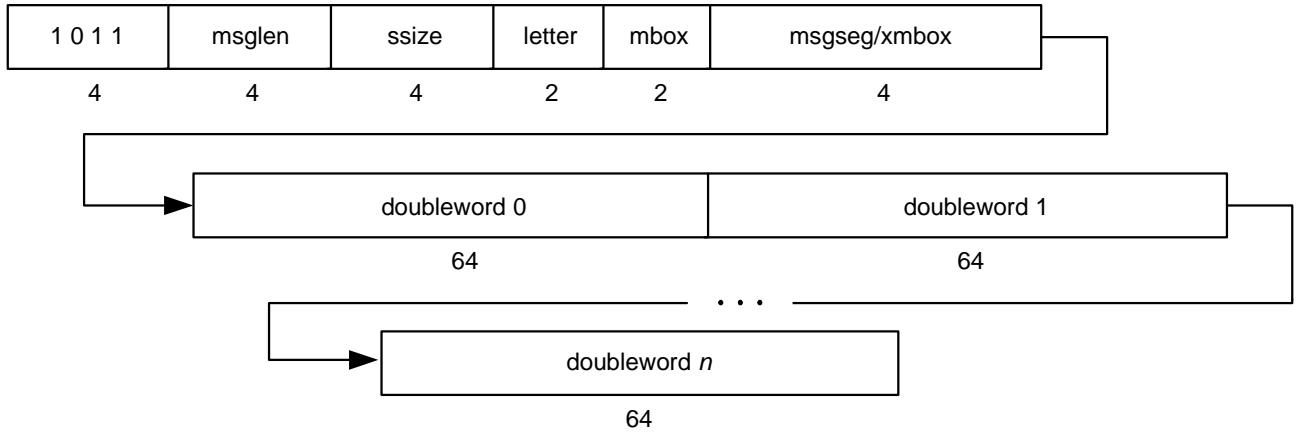 1 0 1 1 msglen ssize letter mbox msgseg/xmbox
4 4 4 2 2 4
doubleword 0 doubleword 1
64 64
. . .
doubleword n
64